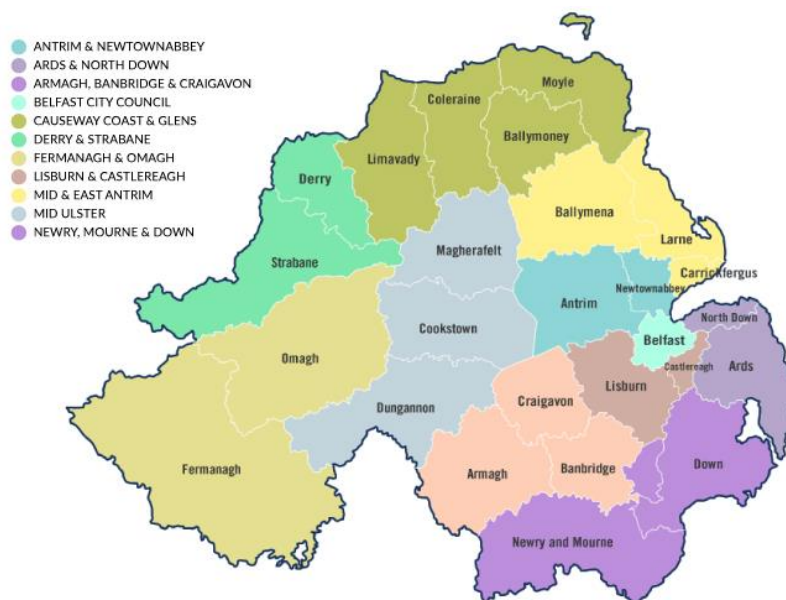 ANTRIM & NEWTOWNABBEY
ARDS & NORTH DOWN
ARMAGH, BANBRIDGE & CRAIGAVON
BELFAST CITY COUNCIL
CAUSEWAY COAST & GLENS
DERRY & STRABANE
FERMANAGH & OMAGH
LISBURN & CASTLEREAGH
MID & EAST ANTRIM
MID ULSTER
NEWRY, MOURNE & DOWN
Moyle
Coleraine
Ballymoney
Limavady
Derry
Ballymena
Larne
Magherafelt
Strabane
Carrickfergus
Newtownabbey
Antrim
North Down
Cookstown
Belfast
Omagh
Castlereagh
Ards
Lisburn
Craigavon
Dungannon
Down
Fermanagh
Armagh
Banbridge
Newry and Mourne